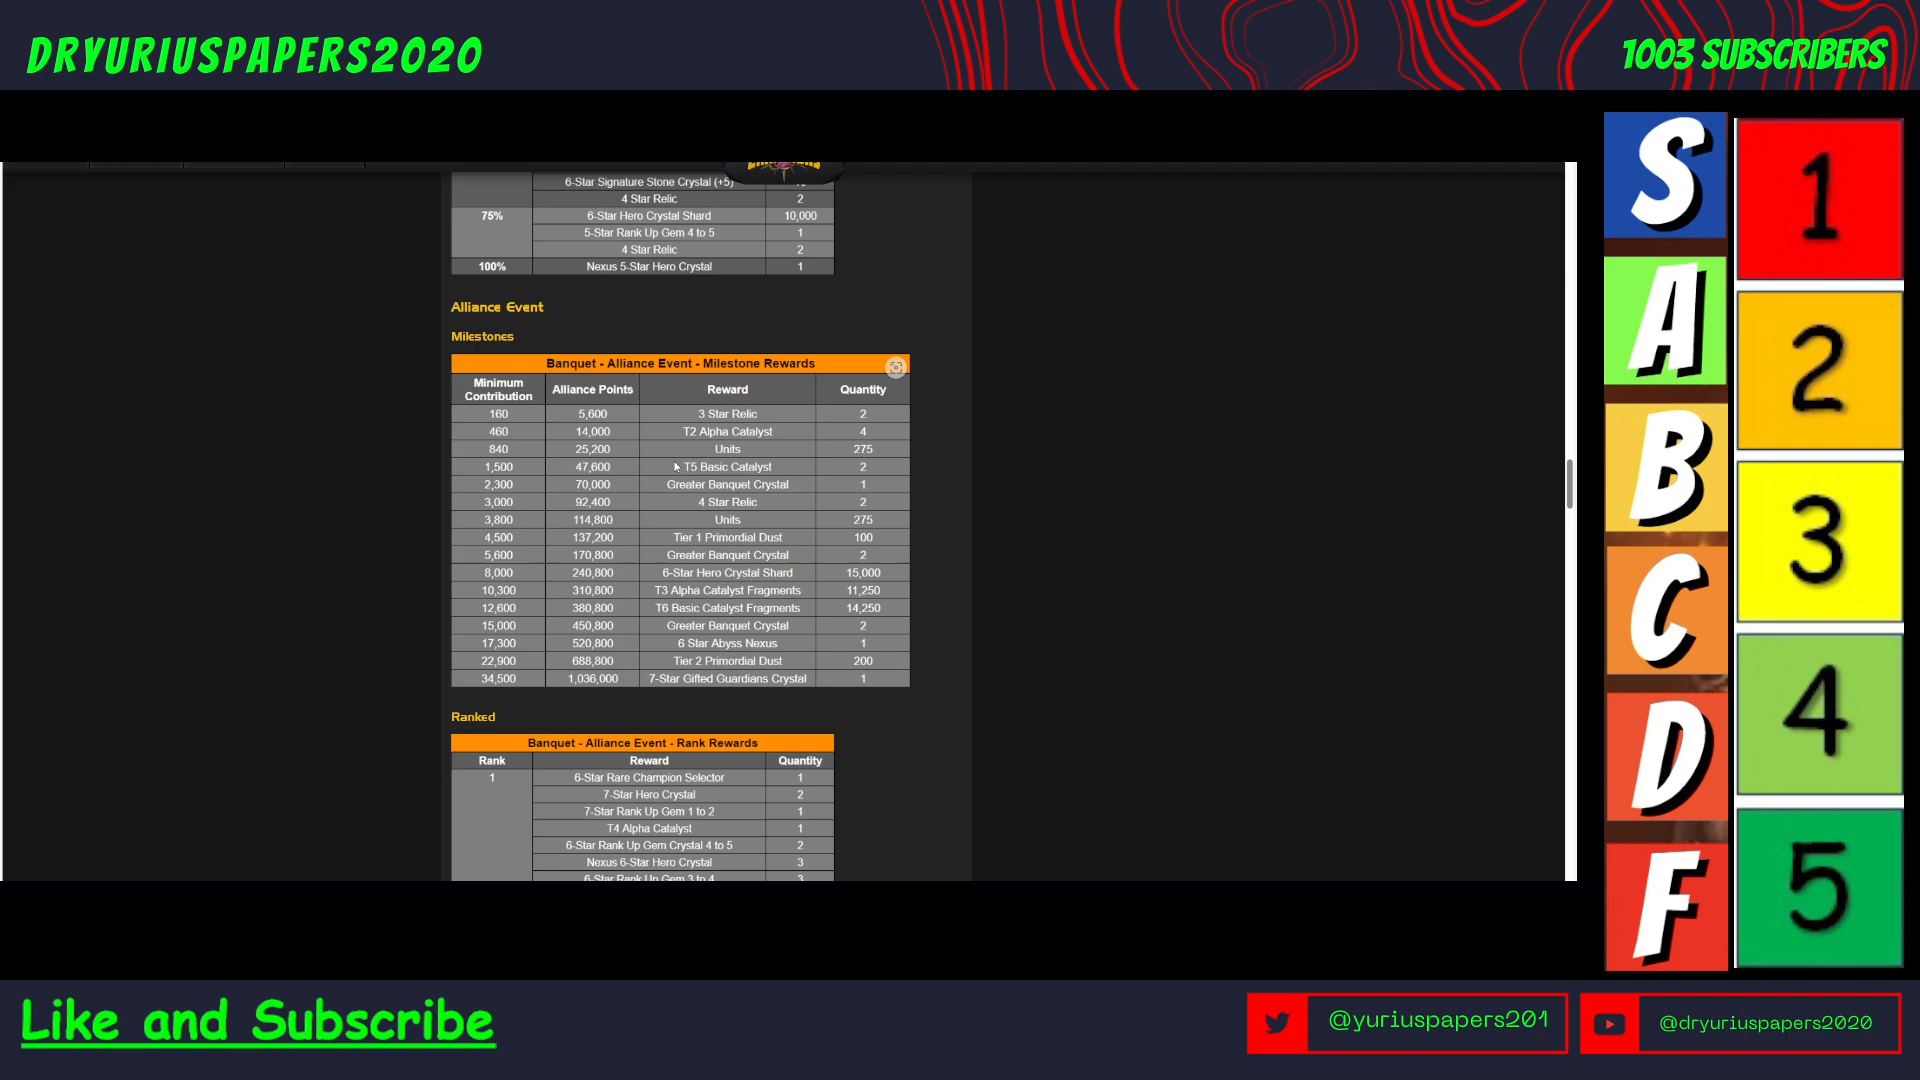 DRYURIUSPAPERS2020
1003 SUBSCRIBERS
6-Star Signature Stone Crystal (+5)
4 Star Relic 2
75% 6-Star Hero Crystal Shard 10,000
5-Star Rank Up Gem 4 to 5 1
4 Star Relic 2
100% Nexus 5-Star Hero Crystal 1
Alliance Event
Milestones
Banquet - Alliance Event - Milestone Rewards
Minimum Contribution Alliance Points Reward Quantity
160 5,600 3 Star Relic 2
460 14,000 T2 Alpha Catalyst 4
840 25,200 Units 275
1,500 47,600 T5 Basic Catalyst 2
2,300 70,000 Greater Banquet Crystal 1
3,000 92,400 4 Star Relic 2
3,800 114,800 Units 275
4,500 137,200 Tier 1 Primordial Dust 100
5,600 170,800 Greater Banquet Crystal 2
8,000 240,800 6-Star Hero Crystal Shard 15,000
10,300 310,800 T3 Alpha Catalyst Fragments 11,250
12,600 380,800 T6 Basic Catalyst Fragments 14,250
15,000 450,800 Greater Banquet Crystal 2
17,300 520,800 6 Star Abyss Nexus 1
22,900 688,800 Tier 2 Primordial Dust 200
34,500 1,036,000 7-Star Gifted Guardians Crystal 1
Ranked
Banquet - Alliance Event - Rank Rewards
Rank Reward Quantity
1 6-Star Rare Champion Selector 1
7-Star Hero Crystal 2
7-Star Rank Up Gem 1 to 2 1
T4 Alpha Catalyst 1
6-Star Rank Up Gem Crystal 4 to 5 2
Nexus 6-Star Hero Crystal 3
6-Star Rank Up Gem 3 to 4 3
S 1
A 2
B 3
C
D 4
F 5
Like and Subscribe
@yuriuspapers201
@dryuriuspapers2020